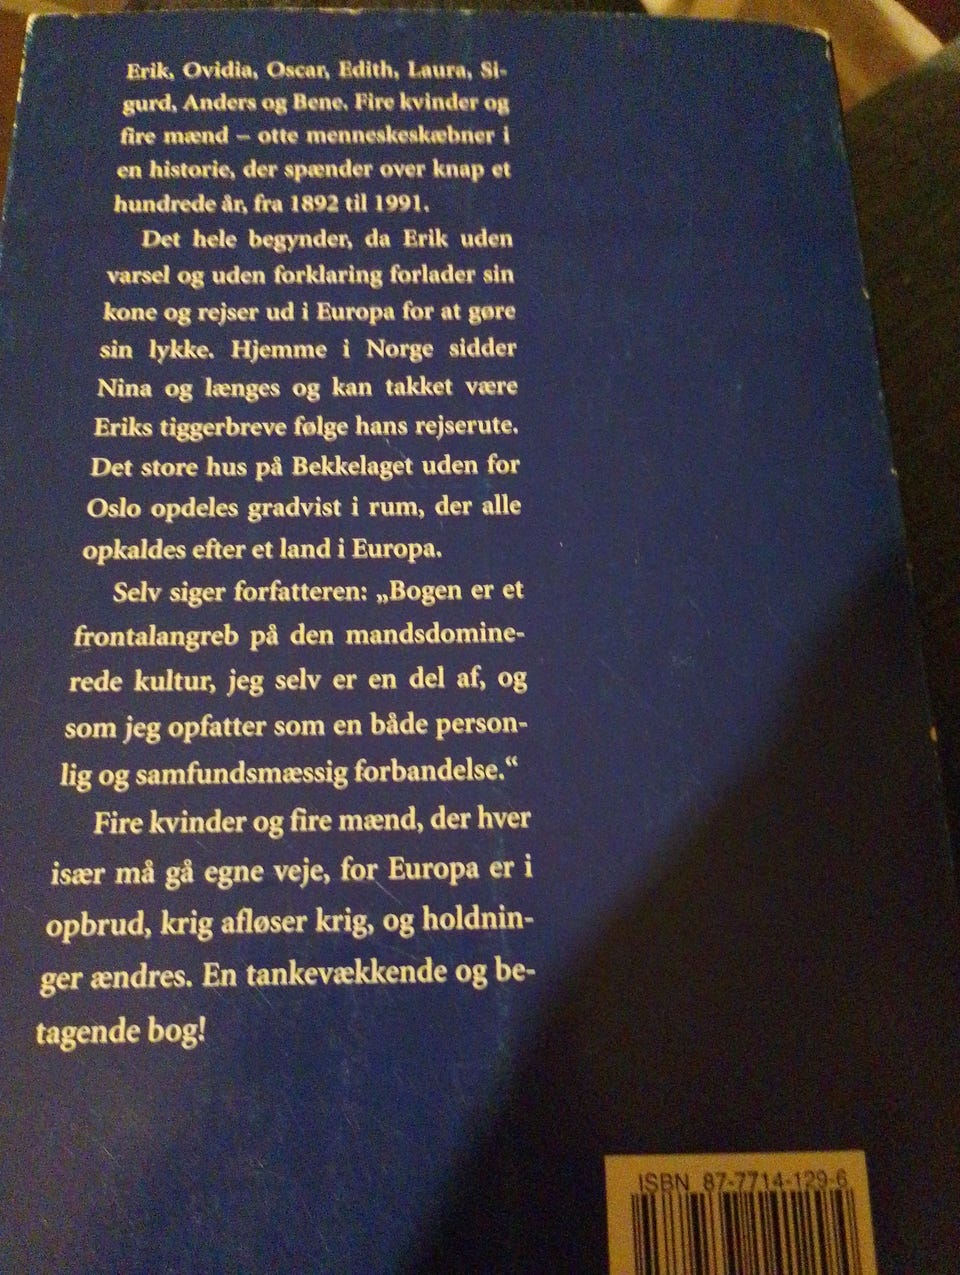 Erik, Ovidia, Oscar, Edith, Laura, Si-
gurd, Anders og Bene. Fire kvinder og
fire mænd – otte menneskeskæbner i
en historie, der spænder over knap et
hundrede år, fra 1892 til 1991.
Det hele begynder, da Erik uden
varsel og uden forklaring forlader sin
kone og rejser ud i Europa for at gøre
sin lykke. Hjemme i Norge sidder
Nina og længes og kan takket være
Eriks tiggerbreve følge hans rejserute.
Det store hus på Bekkelaget uden for
Oslo opdeles gradvist i rum, der alle
opkaldes efter et land i Europa.
Selv siger forfatteren: „Bogen er et
frontalangreb på den mandsdomine-
rede kultur, jeg selv er en del af, og
som jeg opfatter som en både person-
lig og samfundsmæssig forbandelse.“
Fire kvinder og fire mænd, der hver
især må gå egne veje, for Europa er i
opbrud, krig afløser krig, og holdnin-
ger ændres. En tankevækkende og be-
tagende bog!
ISBN 87-7714-129-6